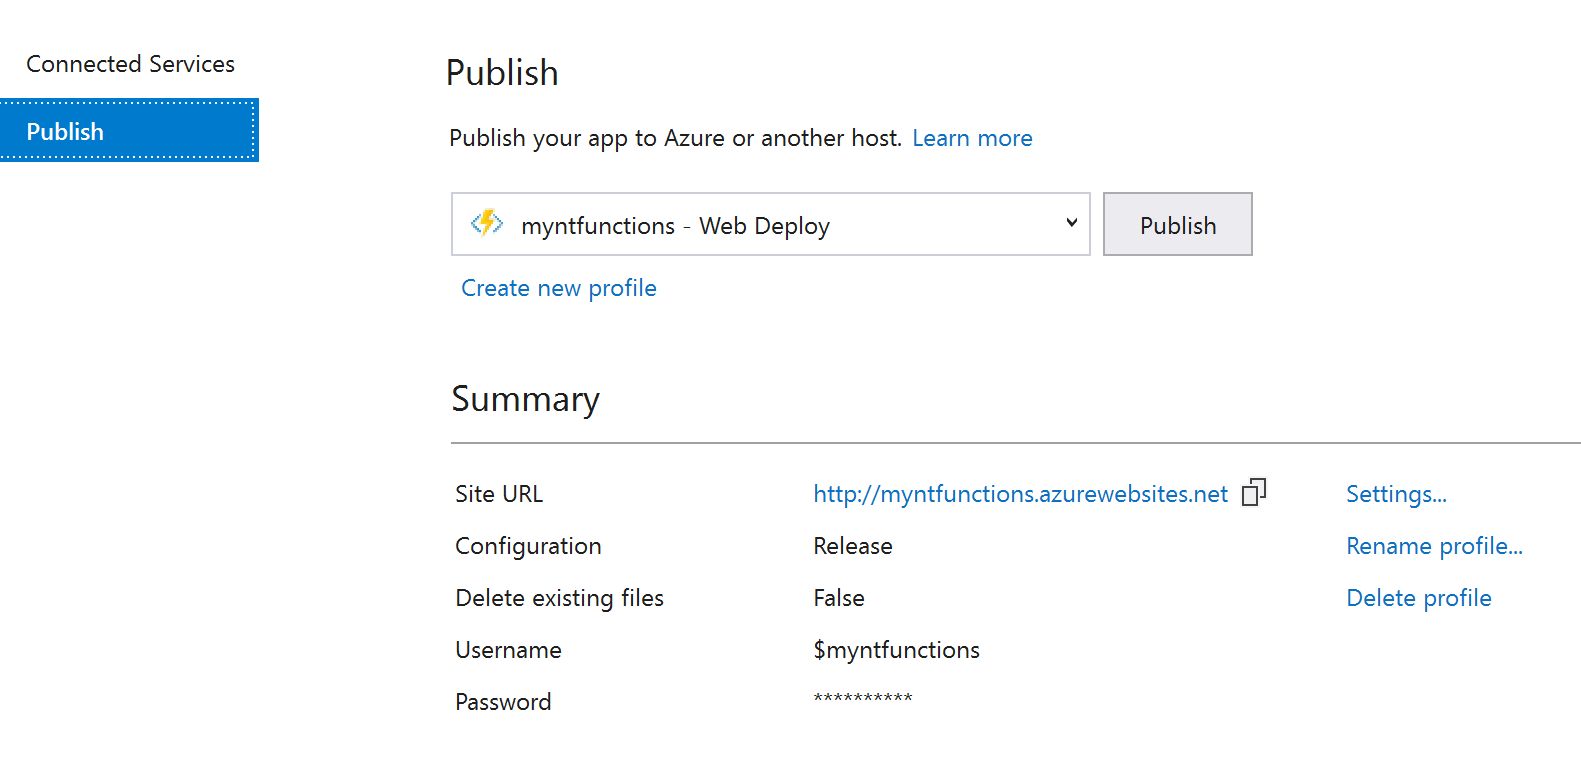 Connected Services
Publish
Publish
Publish your app to Azure or another host. Learn more
myntfunctions - Web Deploy
Publish
Create new profile
Summary
Site URL http://myntfunctions.azurewebsites.net Settings...
Configuration Release Rename profile...
Delete existing files False Delete profile
Username $myntfunctions
Password **********